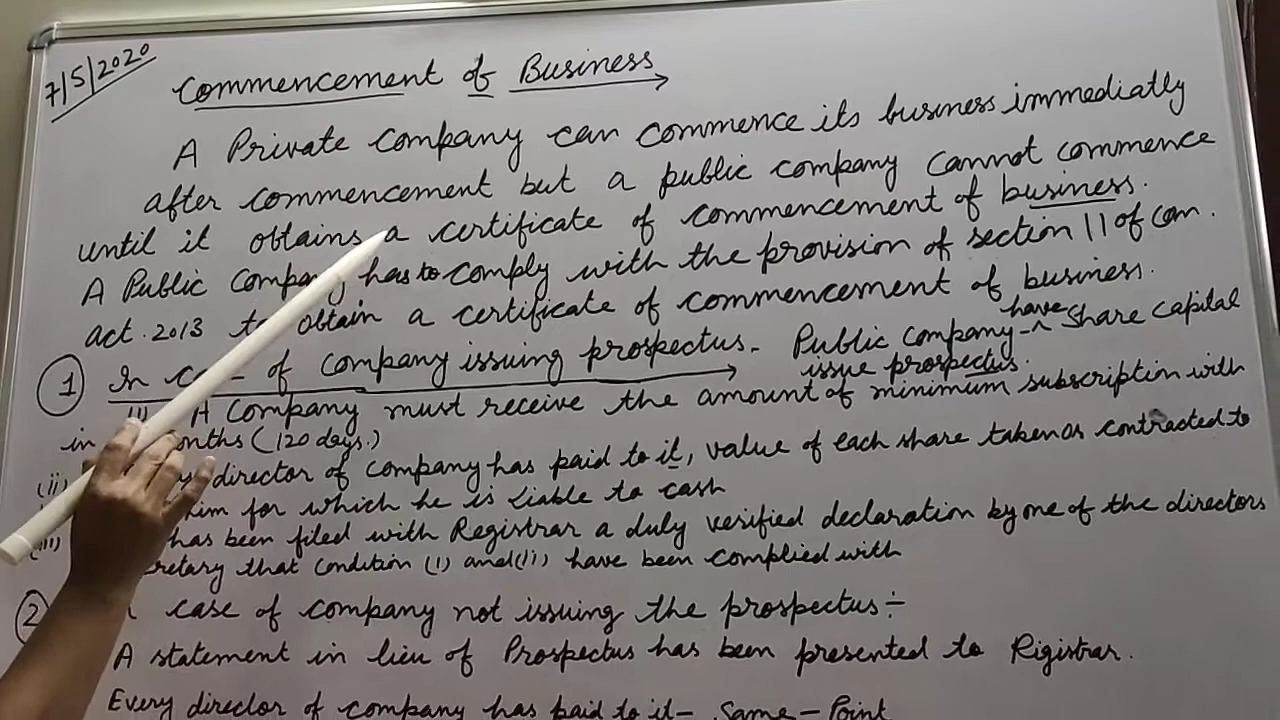 7/5/2020
Commencement of Business
A Private company can commence its business immediatly
after commencement but a public company cannot commence
until it obtains a certificate of commencement of business.
A Public Company has to comply with the provision of section 11 of com.
act. 2013 to obtain a certificate of commencement of business.
1 In of company issuing prospectus. Public company have share capital
issue prospectus.
A Company must receive the amount of minimum subscription with
in (120 days.)
(ii) director of company has paid to it, value of each share taken or contracted to
him for which he is liable to cash
(iii) has been filed with Registrar a duly verified declaration by one of the directors
that condition (i) and (ii) have been complied with
2 case of company not issuing the prospectus :-
A statement in lieu of Prospectus has been presented to Rigistrar.
Every director of company has paid to it - Same - Point